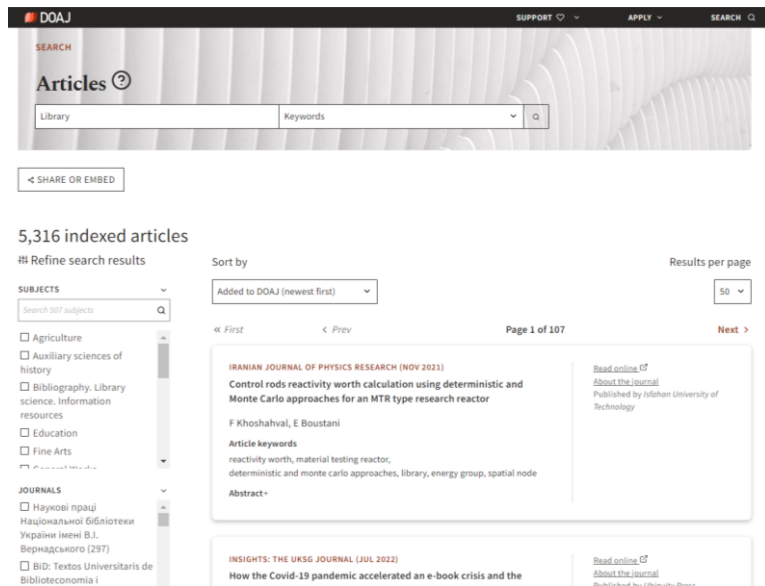 DOAJ
SUPPORT
APPLY
SEARCH
SEARCH
Articles ?
Library
Keywords
SHARE OR EMBED
5,316 indexed articles
Refine search results
SUBJECTS
Search 507 subjects
Agriculture
Auxiliary sciences of
history
Bibliography. Library
science. Information
resources
Education
Fine Arts
General Works
JOURNALS
Наукові праці
Національної бібліотеки
України імені В.І.
Вернадського (297)
BiD: Textos Universitaris de
Biblioteconomia i
Sort by
Results per page
Added to DOAJ (newest first)
50
« First
‹ Prev
Page 1 of 107
Next ›
IRANIAN JOURNAL OF PHYSICS RESEARCH (NOV 2021)
Control rods reactivity worth calculation using deterministic and
Monte Carlo approaches for an MTR type research reactor
F Khoshahval, E Boustani
Article keywords
reactivity worth, material testing reactor,
deterministic and monte carlo approaches, library, energy group, spatial node
Abstract+
Read online
About the journal
Published by Isfahan University of
Technology
INSIGHTS: THE UKSG JOURNAL (JUL 2022)
How the Covid-19 pandemic accelerated an e-book crisis and the
Read online
About the journal
Published by Ubiquity Press